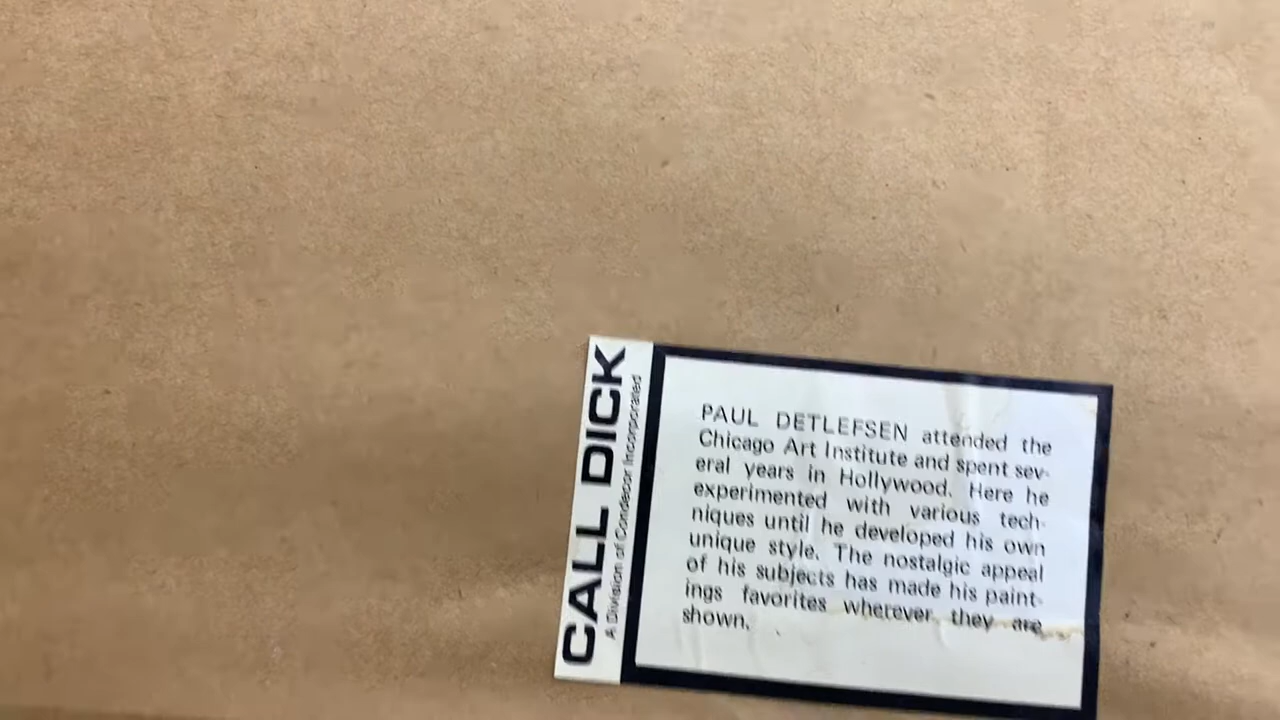 CALL DICK
A Division of Condecor Incorporated
PAUL DETLEFSEN attended the
Chicago Art Institute and spent sev-
eral years in Hollywood. Here he
experimented with various tech-
niques until he developed his own
unique style. The nostalgic appeal
of his subjects has made his paint-
ings favorites wherever they are
shown.